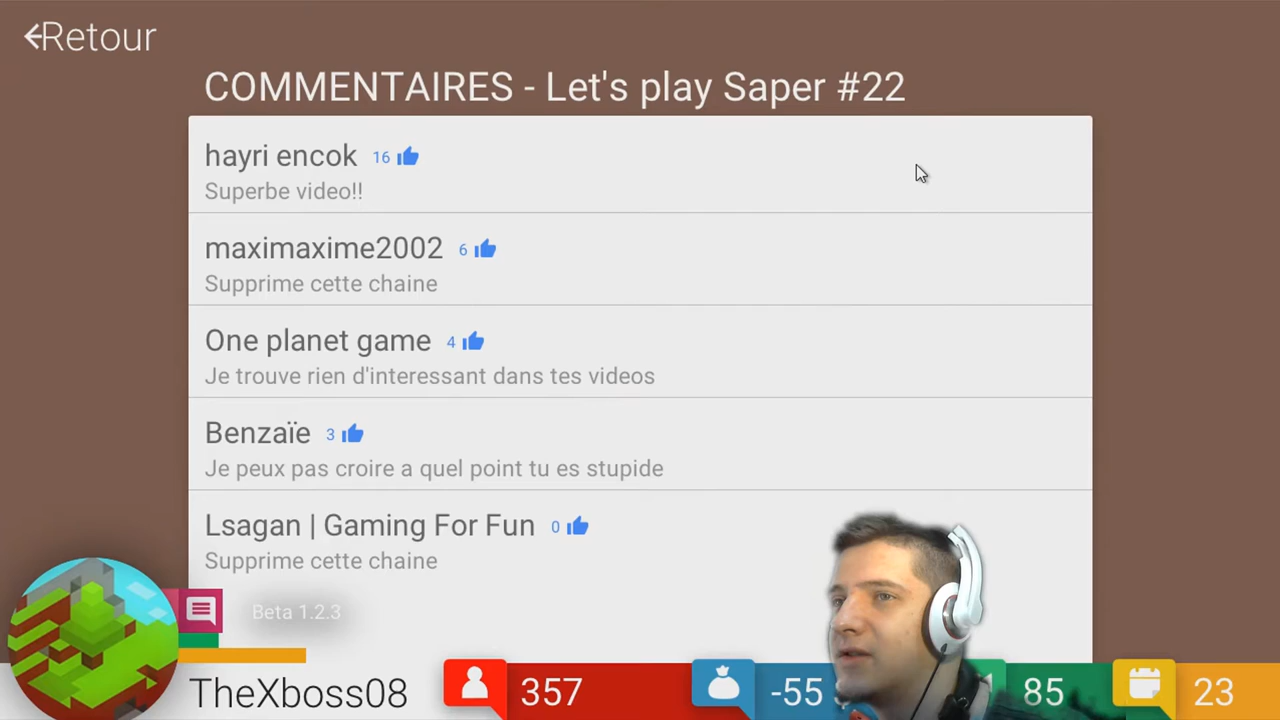 Retour
COMMENTAIRES - Let's play Saper #22
hayri encok 16
Superbe video!!
maximaxime2002 6
Supprime cette chaine
One planet game 4
Je trouve rien d'interessant dans tes videos
Benzaïe 3
Je peux pas croire a quel point tu es stupide
Lsagan | Gaming For Fun 0
Supprime cette chaine
Beta 1.2.3
TheXboss08 357 -55 85 23